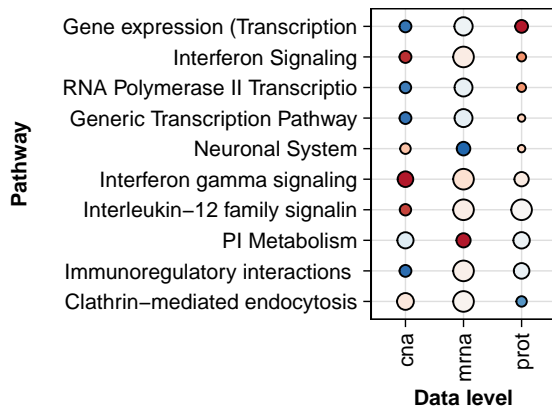 Gene expression (Transcription
Interferon Signaling
RNA Polymerase II Transcriptio
Generic Transcription Pathway
Neuronal System
Interferon gamma signaling
Interleukin−12 family signalin
PI Metabolism
Immunoregulatory interactions
Clathrin−mediated endocytosis
Pathway
cna
mrna
prot
Data level